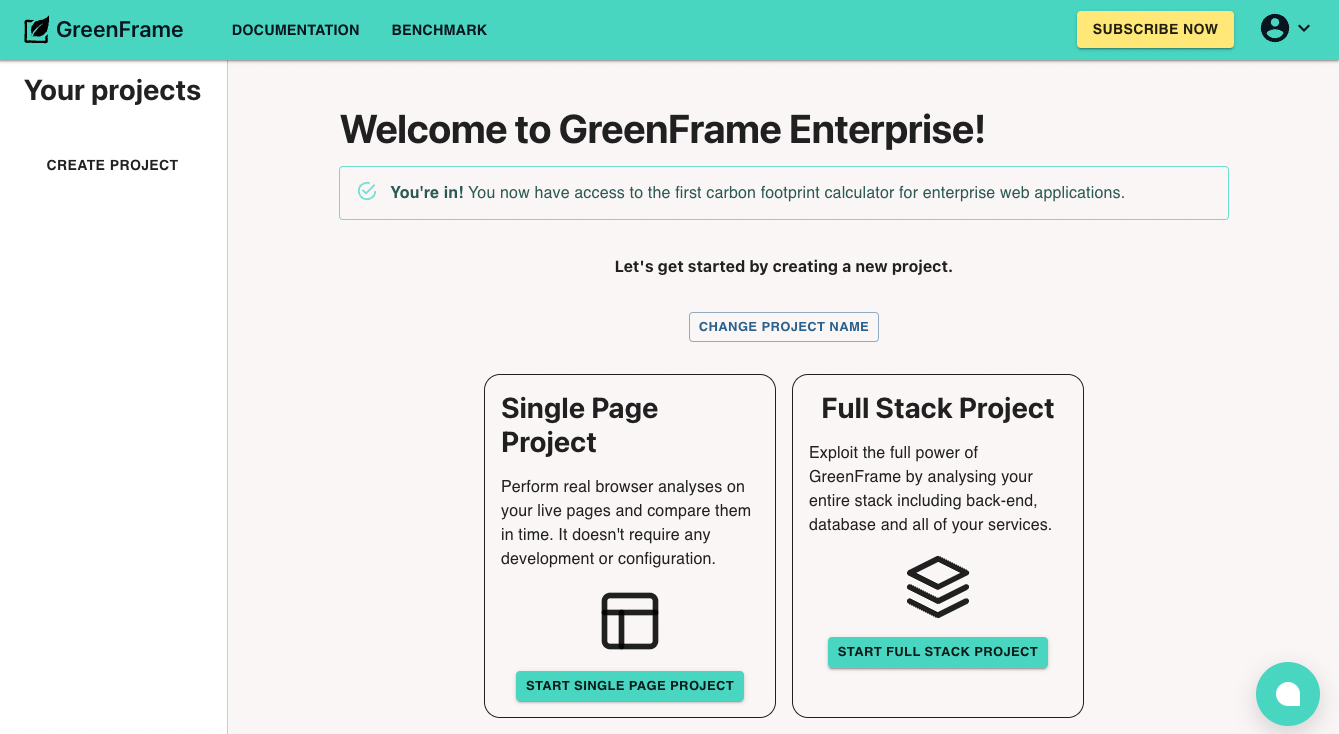 GreenFrame
DOCUMENTATION
BENCHMARK
SUBSCRIBE NOW
Your projects
CREATE PROJECT
Welcome to GreenFrame Enterprise!
You're in! You now have access to the first carbon footprint calculator for enterprise web applications.
Let's get started by creating a new project.
CHANGE PROJECT NAME
Single Page
Project
Perform real browser analyses on
your live pages and compare them
in time. It doesn't require any
development or configuration.
START SINGLE PAGE PROJECT
Full Stack Project
Exploit the full power of
GreenFrame by analysing your
entire stack including back-end,
database and all of your services.
START FULL STACK PROJECT